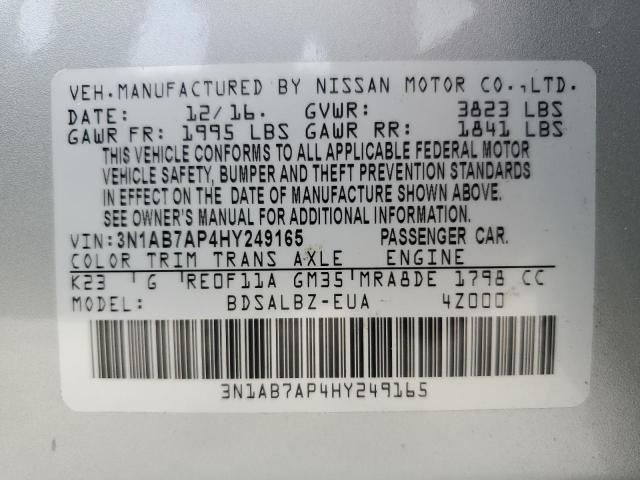 VEH.MANUFACTURED BY NISSAN MOTOR CO.,LTD.
DATE: 12/16. GVWR: 3823 LBS
GAWR FR: 1995 LBS GAWR RR: 1841 LBS
THIS VEHICLE CONFORMS TO ALL APPLICABLE FEDERAL MOTOR
VEHICLE SAFETY, BUMPER AND THEFT PREVENTION STANDARDS
IN EFFECT ON THE DATE OF MANUFACTURE SHOWN ABOVE.
SEE OWNER'S MANUAL FOR ADDITIONAL INFORMATION.
VIN:3N1AB7AP4HY249165 PASSENGER CAR.
COLOR TRIM TRANS AXLE ENGINE
K23 G RE0F11A GM35 MRA8DE 1798 CC
MODEL: BDSALBZ-EUA 4Z000
3N1AB7AP4HY249165